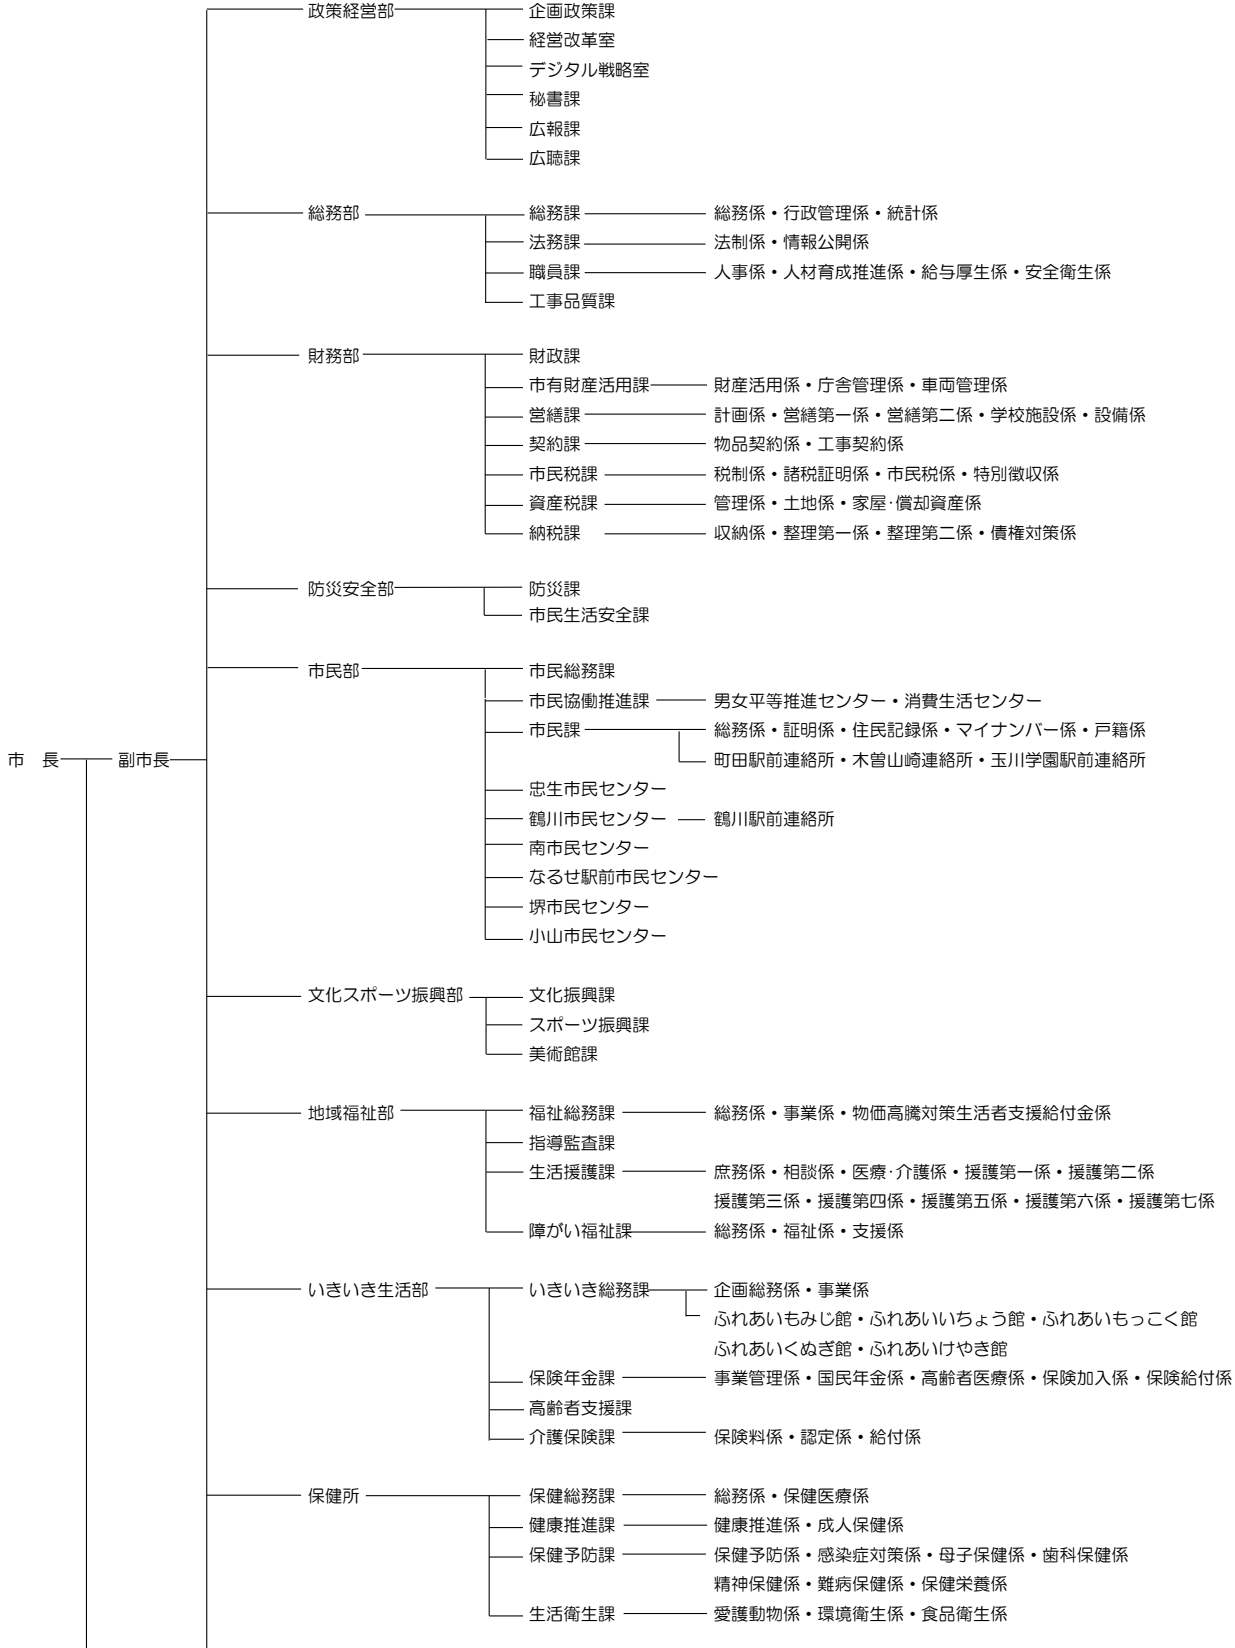 政策経営部 企画政策課
経営改革室
デジタル戦略室
秘書課
広報課
広聴課
総務部 総務課 総務係・行政管理係・統計係
法務課 法制係・情報公開係
職員課 人事係・人材育成推進係・給与厚生係・安全衛生係
工事品質課
財務部 財政課
市有財産活用課 財産活用係・庁舎管理係・車両管理係
営繕課 計画係・営繕第一係・営繕第二係・学校施設係・設備係
契約課 物品契約係・工事契約係
市民税課 税制係・諸税証明係・市民税係・特別徴収係
資産税課 管理係・土地係・家屋·償却資産係
納税課 収納係・整理第一係・整理第二係・債権対策係
防災安全部 防災課
市民生活安全課
市民部 市民総務課
市民協働推進課 男女平等推進センター・消費生活センター
市民課 総務係・証明係・住民記録係・マイナンバー係・戸籍係
市　長 副市長 町田駅前連絡所・木曽山崎連絡所・玉川学園駅前連絡所
忠生市民センター
鶴川市民センター 鶴川駅前連絡所
南市民センター
なるせ駅前市民センター
堺市民センター
小山市民センター
文化スポーツ振興部 文化振興課
スポーツ振興課
美術館課
地域福祉部 福祉総務課 総務係・事業係・物価高騰対策生活者支援給付金係
指導監査課
生活援護課 庶務係・相談係・医療·介護係・援護第一係・援護第二係
援護第三係・援護第四係・援護第五係・援護第六係・援護第七係
障がい福祉課 総務係・福祉係・支援係
いきいき生活部 いきいき総務課 企画総務係・事業係
ふれあいもみじ館・ふれあいいちょう館・ふれあいもっこく館
ふれあいくぬぎ館・ふれあいけやき館
保険年金課 事業管理係・国民年金係・高齢者医療係・保険加入係・保険給付係
高齢者支援課
介護保険課 保険料係・認定係・給付係
保健所 保健総務課 総務係・保健医療係
健康推進課 健康推進係・成人保健係
保健予防課 保健予防係・感染症対策係・母子保健係・歯科保健係
精神保健係・難病保健係・保健栄養係
生活衛生課 愛護動物係・環境衛生係・食品衛生係